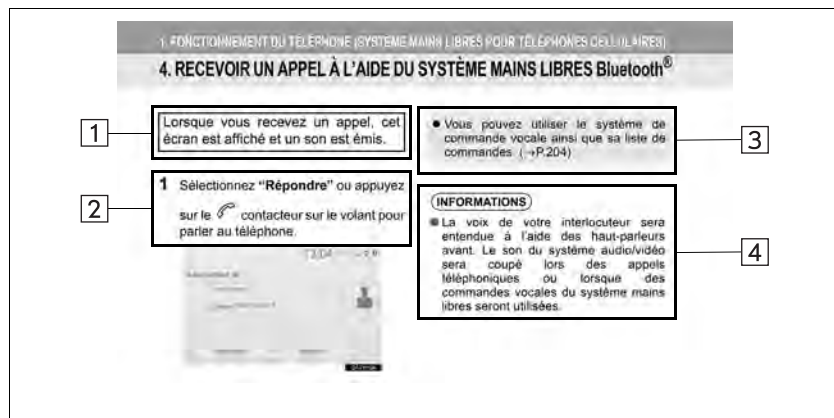 1. FONCTIONNEMENT DU TÉLÉPHONE (SYSTÈME MAINS LIBRES POUR TÉLÉPHONES CELLULAIRES)
4. RECEVOIR UN APPEL À L'AIDE DU SYSTÈME MAINS LIBRES Bluetooth®
1
Lorsque vous recevez un appel, cet
écran est affiché et un son est émis.
2
1 Sélectionnez "Répondre" ou appuyez
sur le contacteur sur le volant pour
parler au téléphone.
3
● Vous pouvez utiliser le système de
commande vocale ainsi que sa liste de
commandes. (→P.204)
4
INFORMATIONS
● La voix de votre interlocuteur sera
entendue à l'aide des haut-parleurs
avant. Le son du système audio/vidéo
sera coupé lors des appels
téléphoniques ou lorsque des
commandes vocales du système mains
libres seront utilisées.